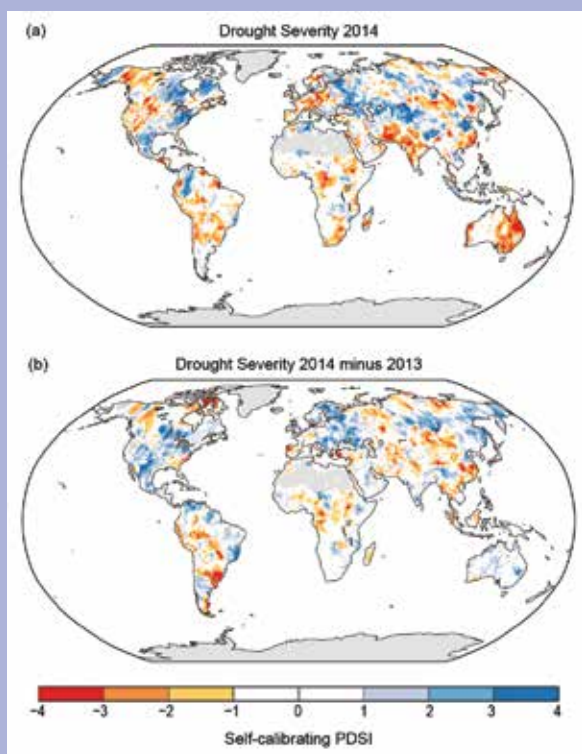 (a) Drought Severity 2014
(b) Drought Severity 2014 minus 2013
−4 −3 −2 −1 0 1 2 3 4
Self-calibrating PDSI